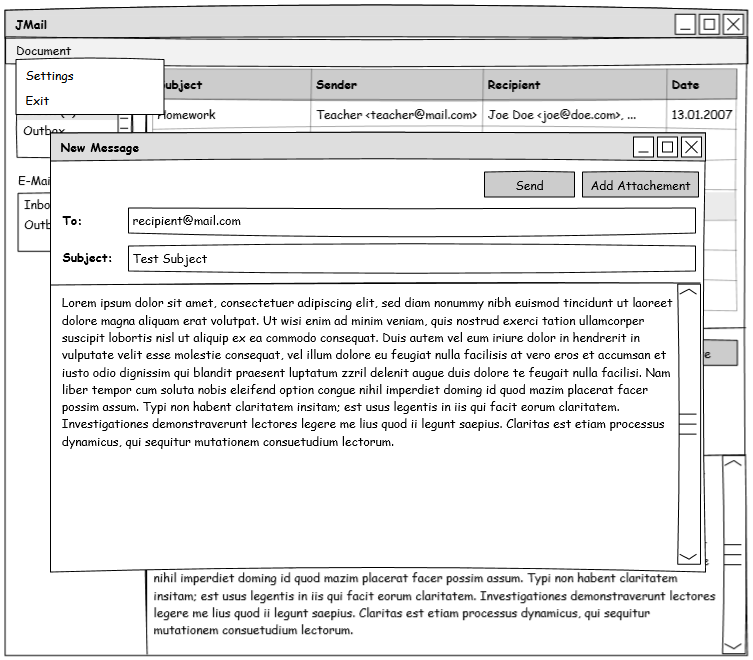 JMail
Document
Settings
Exit
Subject Sender Recipient Date
Homework Teacher <teacher@mail.com> Joe Doe <joe@doe.com>, ... 13.01.2007
Outbox
New Message
Send Add Attachement
To: recipient@mail.com
Subject: Test Subject
Lorem ipsum dolor sit amet, consectetuer adipiscing elit, sed diam nonummy nibh euismod tincidunt ut laoreet
dolore magna aliquam erat volutpat. Ut wisi enim ad minim veniam, quis nostrud exerci tation ullamcorper
suscipit lobortis nisl ut aliquip ex ea commodo consequat. Duis autem vel eum iriure dolor in hendrerit in
vulputate velit esse molestie consequat, vel illum dolore eu feugiat nulla facilisis at vero eros et accumsan et
iusto odio dignissim qui blandit praesent luptatum zzril delenit augue duis dolore te feugait nulla facilisi. Nam
liber tempor cum soluta nobis eleifend option congue nihil imperdiet doming id quod mazim placerat facer
possim assum. Typi non habent claritatem insitam; est usus legentis in iis qui facit eorum claritatem.
Investigationes demonstraverunt lectores legere me lius quod ii legunt saepius. Claritas est etiam processus
dynamicus, qui sequitur mutationem consuetudium lectorum.
E-Mai
Inbo
Outb
nihil imperdiet doming id quod mazim placerat facer possim assum. Typi non habent claritatem
insitam; est usus legentis in iis qui facit eorum claritatem. Investigationes demonstraverunt lectores
legere me lius quod ii legunt saepius. Claritas est etiam processus dynamicus, qui sequitur
mutationem consuetudium lectorum.